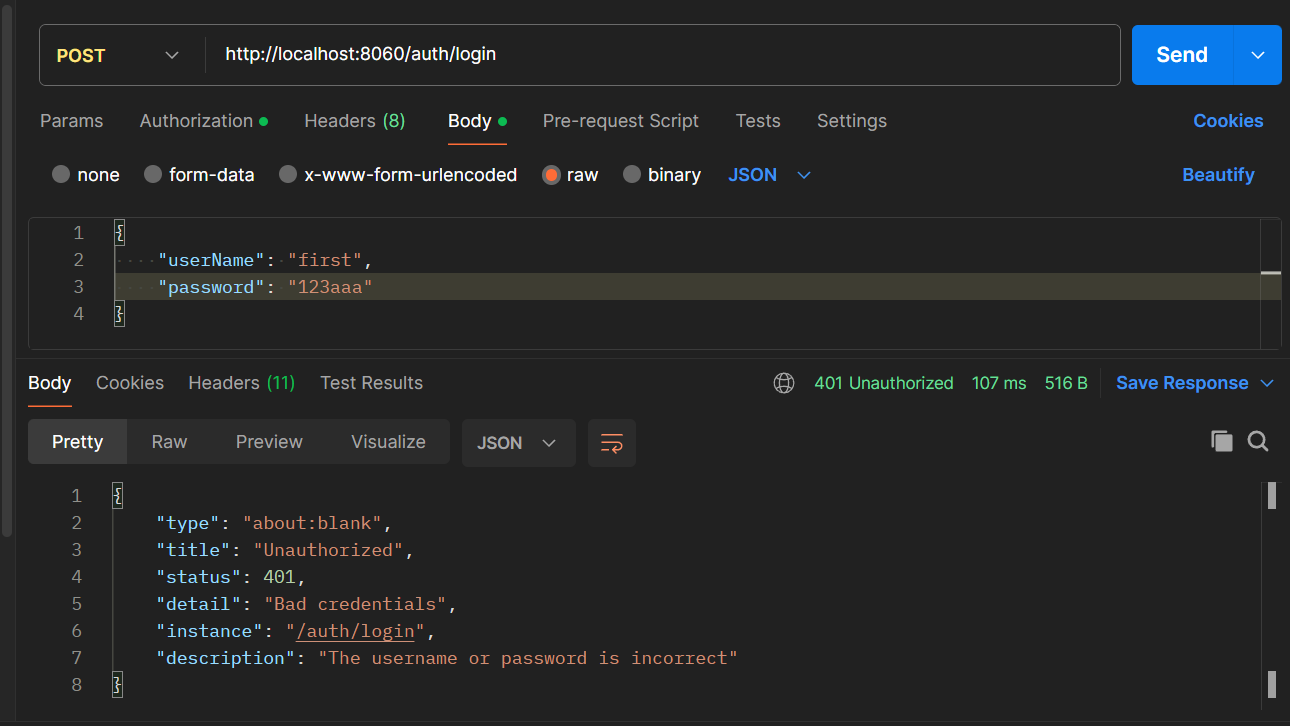 POST http://localhost:8060/auth/login Send
Params Authorization Headers (8) Body Pre-request Script Tests Settings Cookies
none form-data x-www-form-urlencoded raw binary JSON Beautify
1 {
2 "userName": "first",
3 "password": "123aaa"
4 }
Body Cookies Headers (11) Test Results 401 Unauthorized 107 ms 516 B Save Response
Pretty Raw Preview Visualize JSON
1 {
2 "type": "about:blank",
3 "title": "Unauthorized",
4 "status": 401,
5 "detail": "Bad credentials",
6 "instance": "/auth/login",
7 "description": "The username or password is incorrect"
8 }